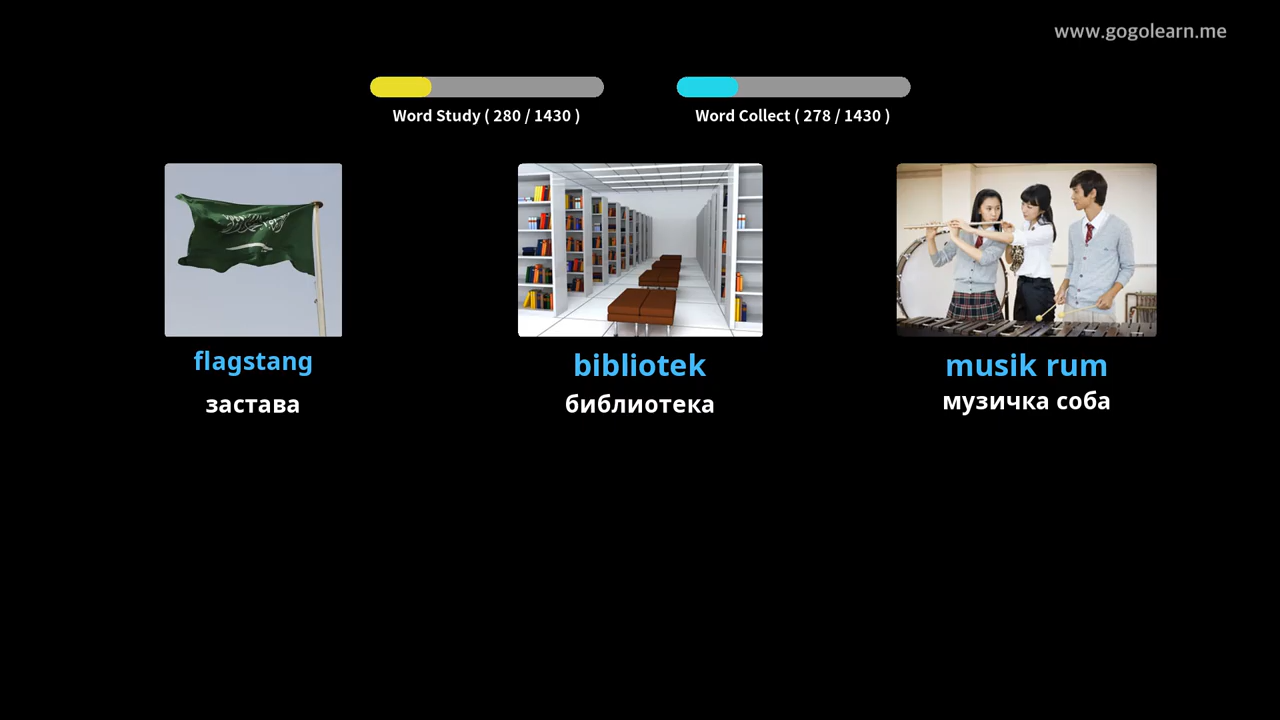 www.gogolearn.me
Word Study ( 280 / 1430 )
Word Collect ( 278 / 1430 )
flagstang
bibliotek
musik rum
застава
библиотека
музичка соба